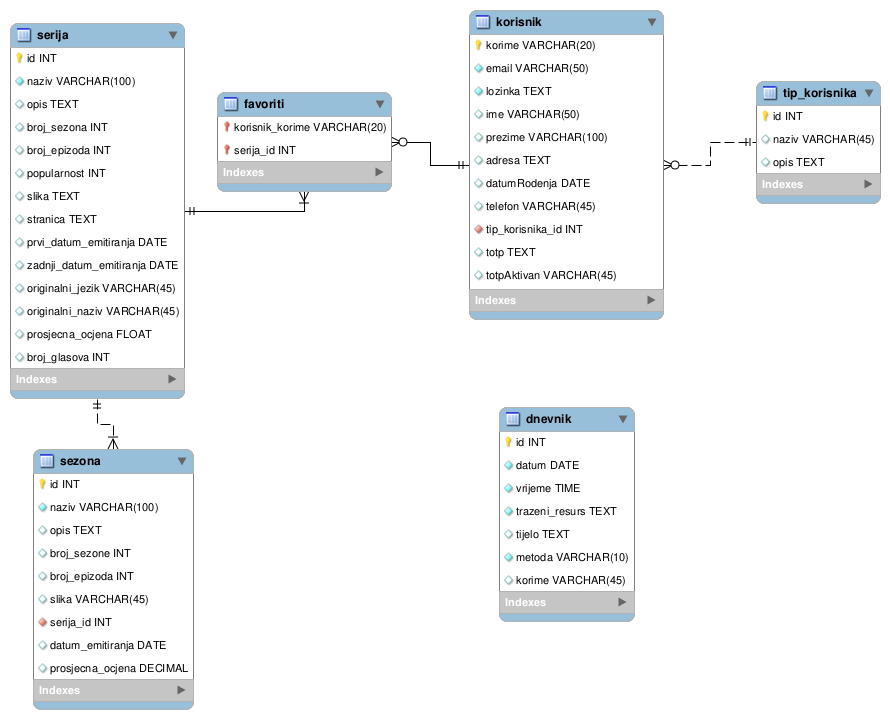 serija
id INT
naziv VARCHAR(100)
opis TEXT
broj_sezona INT
broj_epizoda INT
popularnost INT
slika TEXT
stranica TEXT
prvi_datum_emitiranja DATE
zadnji_datum_emitiranja DATE
originalni_jezik VARCHAR(45)
originalni_naziv VARCHAR(45)
prosjecna_ocjena FLOAT
broj_glasova INT
Indexes
favoriti
korisnik_korime VARCHAR(20)
serija_id INT
Indexes
korisnik
korime VARCHAR(20)
email VARCHAR(50)
lozinka TEXT
ime VARCHAR(50)
prezime VARCHAR(100)
adresa TEXT
datumRodenja DATE
telefon VARCHAR(45)
tip_korisnika_id INT
totp TEXT
totpAktivan VARCHAR(45)
Indexes
tip_korisnika
id INT
naziv VARCHAR(45)
opis TEXT
Indexes
sezona
id INT
naziv VARCHAR(100)
opis TEXT
broj_sezone INT
broj_epizoda INT
slika VARCHAR(45)
serija_id INT
datum_emitiranja DATE
prosjecna_ocjena DECIMAL
Indexes
dnevnik
id INT
datum DATE
vrijeme TIME
trazeni_resurs TEXT
tijelo TEXT
metoda VARCHAR(10)
korime VARCHAR(45)
Indexes